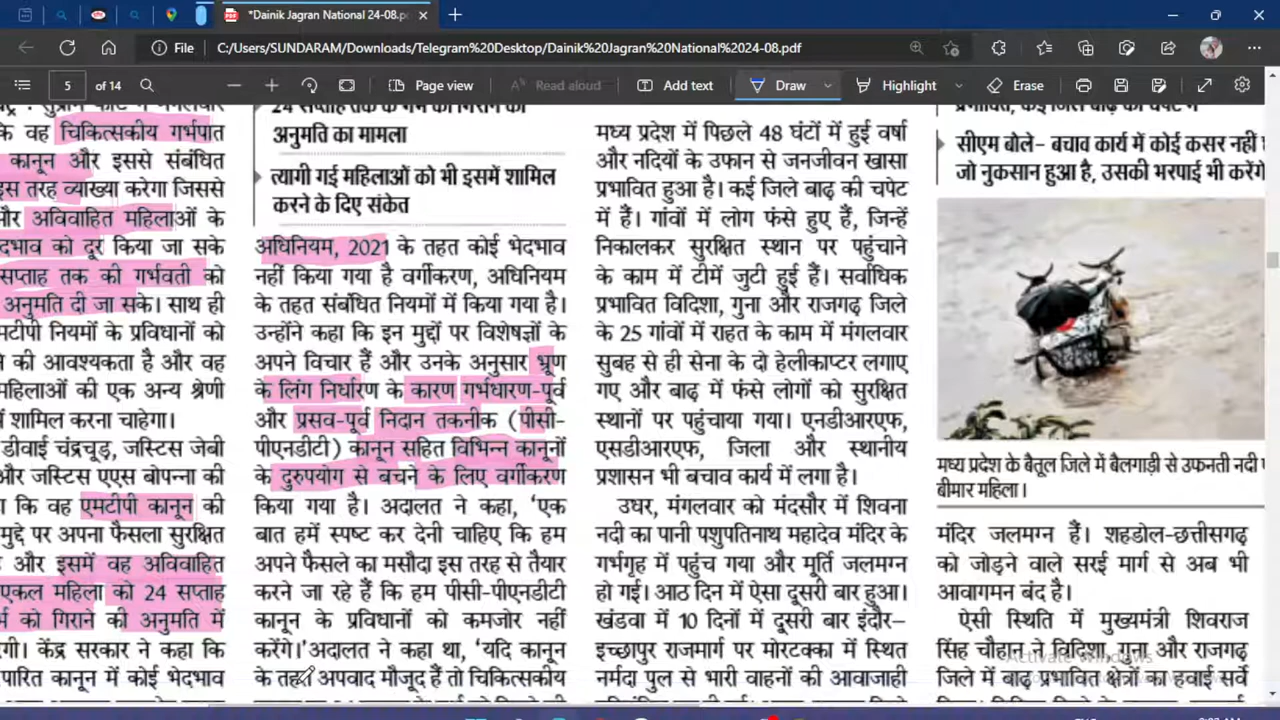 *Dainik Jagran National 24-08.p
File
C:/Users/SUNDARAM/Downloads/Telegram%20Desktop/Dainik%20Jagran%20National%2024-08.pdf
5 of 14
Page view
Read aloud
Add text
Draw
Highlight
Erase
के वह चिकित्सकीय गर्भपात
कानून और इससे संबंधित
इस तरह व्याख्या करेगा जिससे
और अविवाहित महिलाओं के
दभाव को दूर किया जा सके
सप्ताह तक की गर्भवती को
अनुमति दी जा सके। साथ ही
मटीपी नियमों के प्रावधानों को
की आवश्यकता है और वह
महिलाओं की एक अन्य श्रेणी
में शामिल करना चाहेगा।
डीवाई चंद्रचूड़, जस्टिस जेबी
और जस्टिस एएस बोपन्ना की
कि वह एमटीपी कानून की
मुद्दे पर अपना फैसला सुरक्षित
और इसमें वह अविवाहित
एकल महिला को 24 सप्ताह
को गिराने की अनुमति में
केंद्र सरकार ने कहा कि
पारित कानून में कोई भेदभाव
24 सप्ताह तक के गर्भ को गिराने की
अनुमति का मामला
त्यागी गई महिलाओं को भी इसमें शामिल
करने के दिए संकेत
अधिनियम, 2021 के तहत कोई भेदभाव
नहीं किया गया है वर्गीकरण, अधिनियम
के तहत संबंधित नियमों में किया गया है।
उन्होंने कहा कि इन मुद्दों पर विशेषज्ञों के
अपने विचार हैं और उनके अनुसार भ्रूण
के लिंग निर्धारण के कारण गर्भधारण-पूर्व
और प्रसव-पूर्व निदान तकनीक (पीसी-
पीएनडीटी) कानून सहित विभिन्न कानूनों
के दुरुपयोग से बचने के लिए वर्गीकरण
किया गया है। अदालत ने कहा, 'एक
बात हमें स्पष्ट कर देनी चाहिए कि हम
अपने फैसले का मसौदा इस तरह से तैयार
करने जा रहे हैं कि हम पीसी-पीएनडीटी
कानून के प्रावधानों को कमजोर नहीं
करेंगे।'अदालत ने कहा था, 'यदि कानून
के तहत अपवाद मौजूद हैं तो चिकित्सकीय
मध्य प्रदेश में पिछले 48 घंटों में हुई वर्षा
और नदियों के उफान से जनजीवन खासा
प्रभावित हुआ है। कई जिले बाढ़ की चपेट
में हैं। गांवों में लोग फंसे हुए हैं, जिन्हें
निकालकर सुरक्षित स्थान पर पहुंचाने
के काम में टीमें जुटी हुई हैं। सर्वाधिक
प्रभावित विदिशा, गुना और राजगढ़ जिले
के 25 गांवों में राहत के काम में मंगलवार
सुबह से ही सेना के दो हेलीकाप्टर लगाए
गए और बाढ़ में फंसे लोगों को सुरक्षित
स्थानों पर पहुंचाया गया। एनडीआरएफ,
एसडीआरएफ, जिला और स्थानीय
प्रशासन भी बचाव कार्य में लगा है।
उधर, मंगलवार को मंदसौर में शिवना
नदी का पानी पशुपतिनाथ महादेव मंदिर के
गर्भगृह में पहुंच गया और मूर्ति जलमग्न
हो गई। आठ दिन में ऐसा दूसरी बार हुआ।
खंडवा में 10 दिनों में दूसरी बार इंदौर-
इच्छापुर राजमार्ग पर मोरटक्का में स्थित
नर्मदा पुल से भारी वाहनों की आवाजाही
सीएम बोले- बचाव कार्य में कोई कसर नहीं
जो नुकसान हुआ है, उसकी भरपाई भी करेंगे
मध्य प्रदेश के बैतूल जिले में बैलगाड़ी से उफनती नदी
बीमार महिला।
मंदिर जलमग्न हैं। शहडोल-छत्तीसगढ़
को जोड़ने वाले सरई मार्ग से अब भी
आवागमन बंद है।
ऐसी स्थिति में मुख्यमंत्री शिवराज
सिंह चौहान ने विदिशा, गुना और राजगढ़
जिले में बाढ़ प्रभावित क्षेत्रों का हवाई सर्वे
Activate Windows